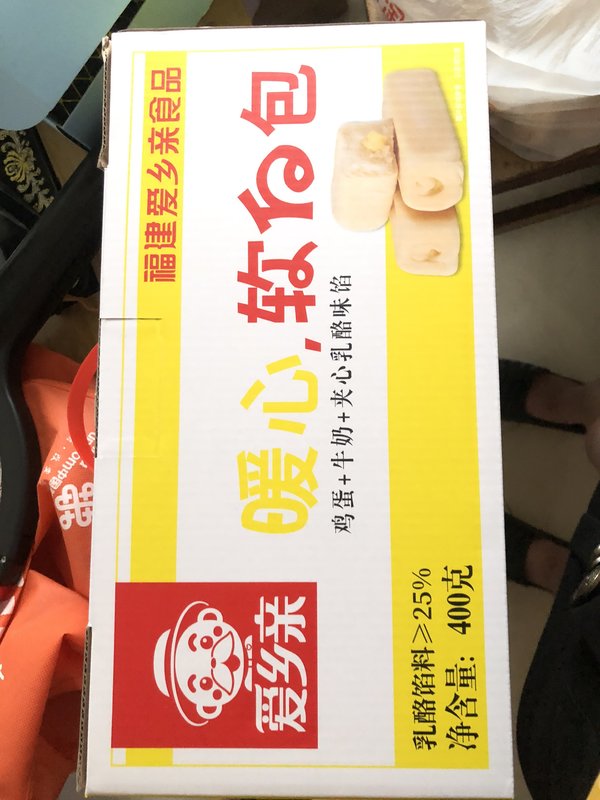 福建爱乡亲食品
暖心,软白包
鸡蛋+牛奶+夹心乳酪味馅
爱乡亲
乳酪馅料≥25%
净含量: 400克